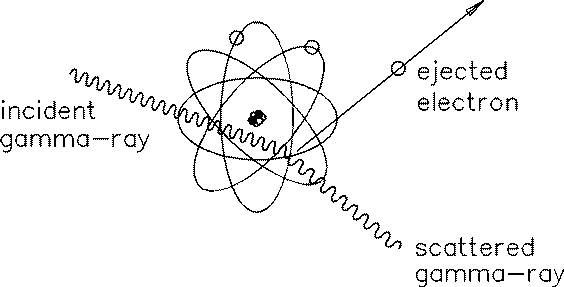 ejected
electron
incident
gamma-ray
scattered
gamma-ray